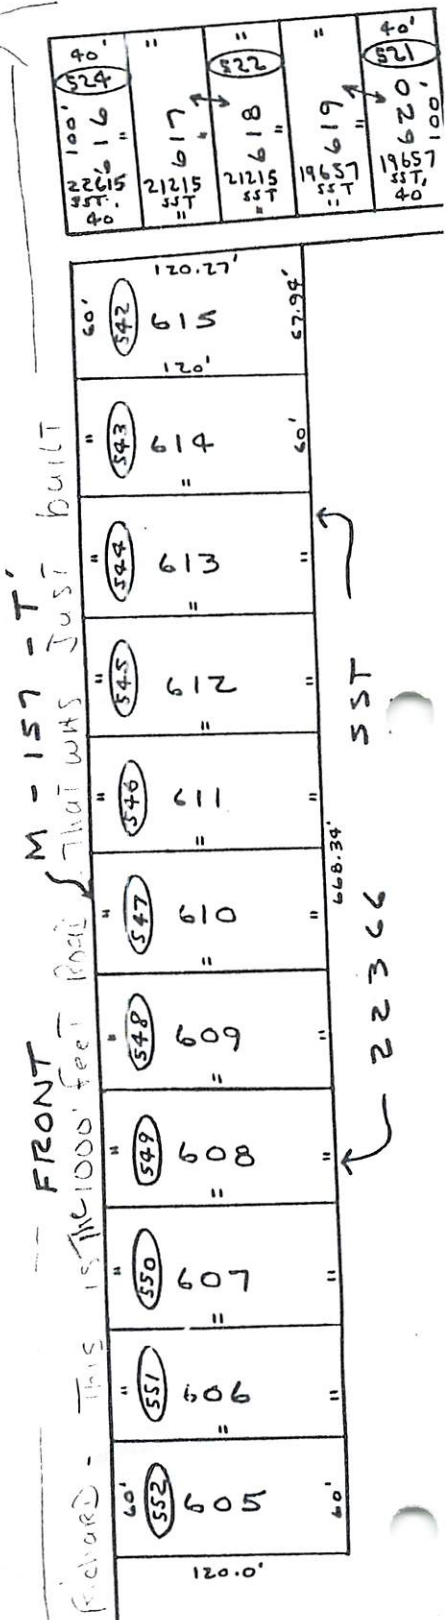 40' " " " 40'
524 522 521
100' 616 " 617 " 618 " 619 " 620 100'
22615 21215 21215 19657 19657
SST. SST SST SST SST.
40 " " " 40'
120.27'
60' 542 615 67.94'
120'
" 543 614 60'
"
" 544 613 "
"
" 545 612 "
"
" 546 611 "
"
" 547 610 "
"
" 548 609 "
"
" 549 608 "
"
" 550 607 "
"
" 551 606 "
"
60' 552 605 60'
120.0'
668.34'
22366 SST
FRONT M-157-T'
Richard - This is The 1000' feet Road That was Just built